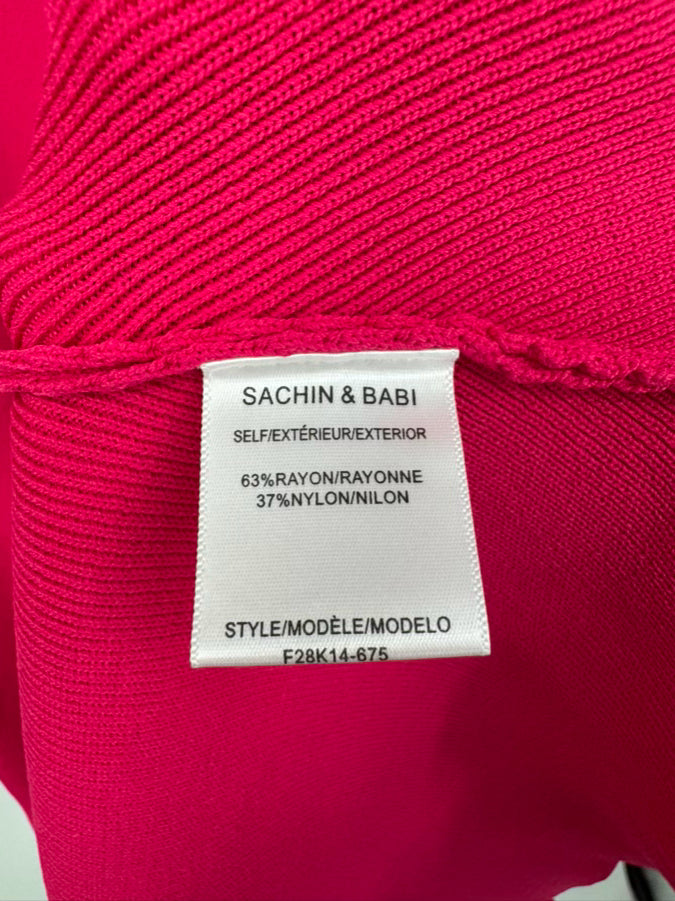 SACHIN & BABI
SELF/EXTÉRIEUR/EXTERIOR
63%RAYON/RAYONNE
37%NYLON/NILON
STYLE/MODÈLE/MODELO
F28K14-675